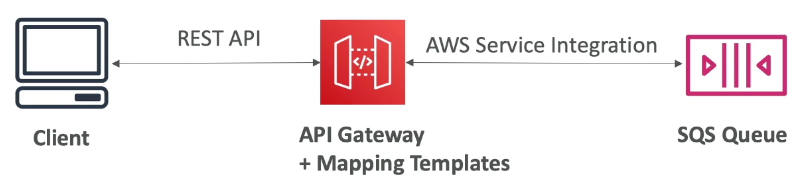 REST API
AWS Service Integration
</>
Client
API Gateway
+ Mapping Templates
SQS Queue